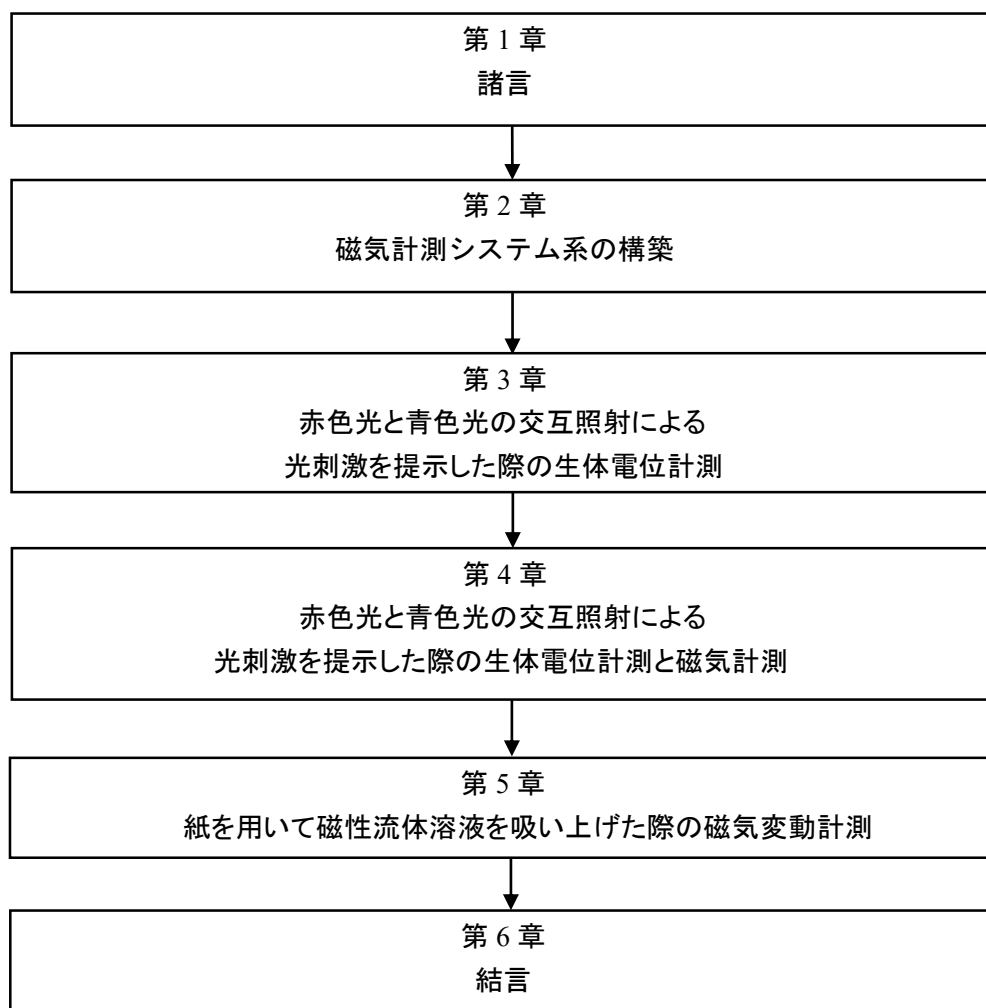 第 1 章
諸言
第 2 章
磁気計測システム系の構築
第 3 章
赤色光と青色光の交互照射による
光刺激を提示した際の生体電位計測
第 4 章
赤色光と青色光の交互照射による
光刺激を提示した際の生体電位計測と磁気計測
第 5 章
紙を用いて磁性流体溶液を吸い上げた際の磁気変動計測
第 6 章
結言